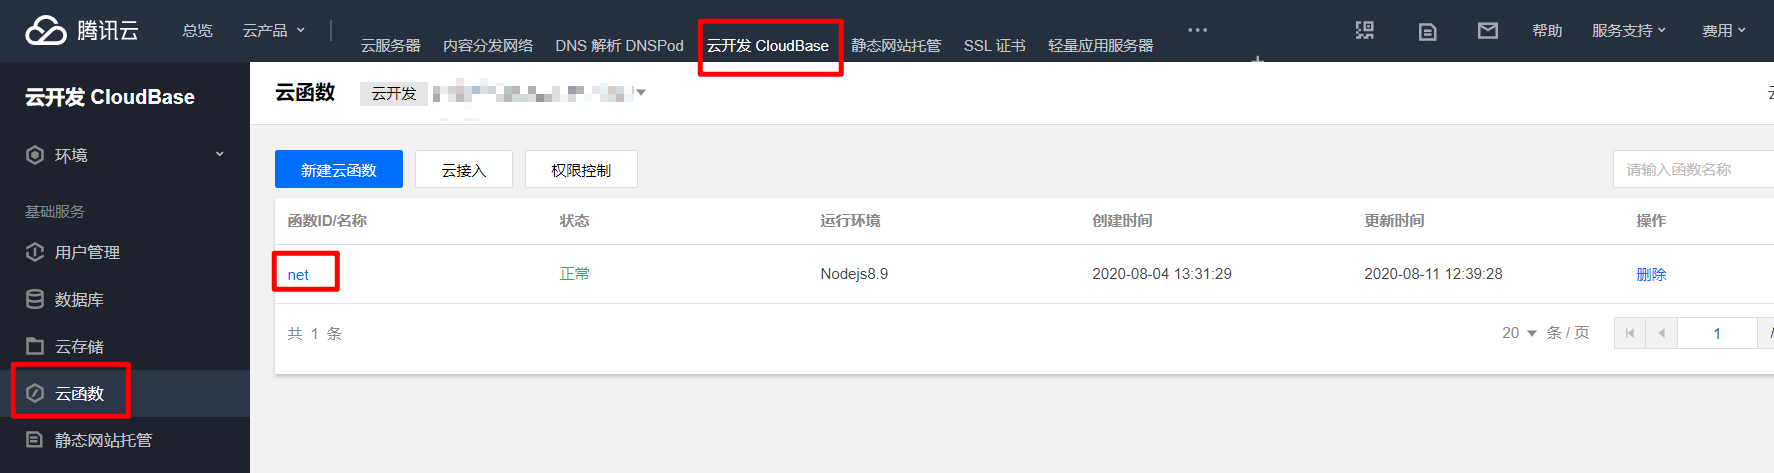 腾讯云 总览 云产品 云服务器 内容分发网络 DNS 解析 DNSPod 云开发 CloudBase 静态网站托管 SSL 证书 轻量应用服务器 ··· 帮助 服务支持 费用
云开发 CloudBase
环境
基础服务
用户管理
数据库
云存储
云函数
静态网站托管
云函数 云开发
新建云函数 云接入 权限控制 请输入函数名称
函数ID/名称 状态 运行环境 创建时间 更新时间 操作
net 正常 Nodejs8.9 2020-08-04 13:31:29 2020-08-11 12:39:28 删除
共 1 条 20 条 / 页 1 /